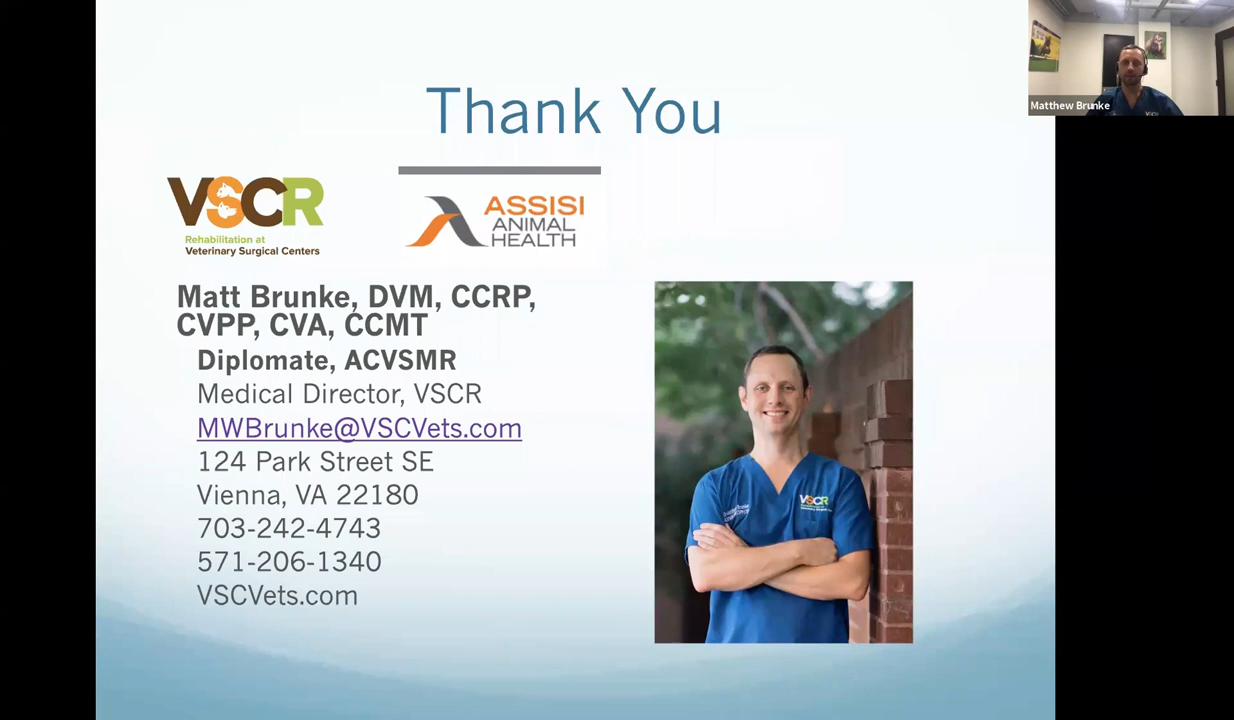 Thank You
VSCR
Rehabilitation at
Veterinary Surgical Centers
ASSISI
ANIMAL
HEALTH
Matt Brunke, DVM, CCRP,
CVPP, CVA, CCMT
Diplomate, ACVSMR
Medical Director, VSCR
MWBrunke@VSCVets.com
124 Park Street SE
Vienna, VA 22180
703-242-4743
571-206-1340
VSCVets.com
VSCR
Matthew Brunke